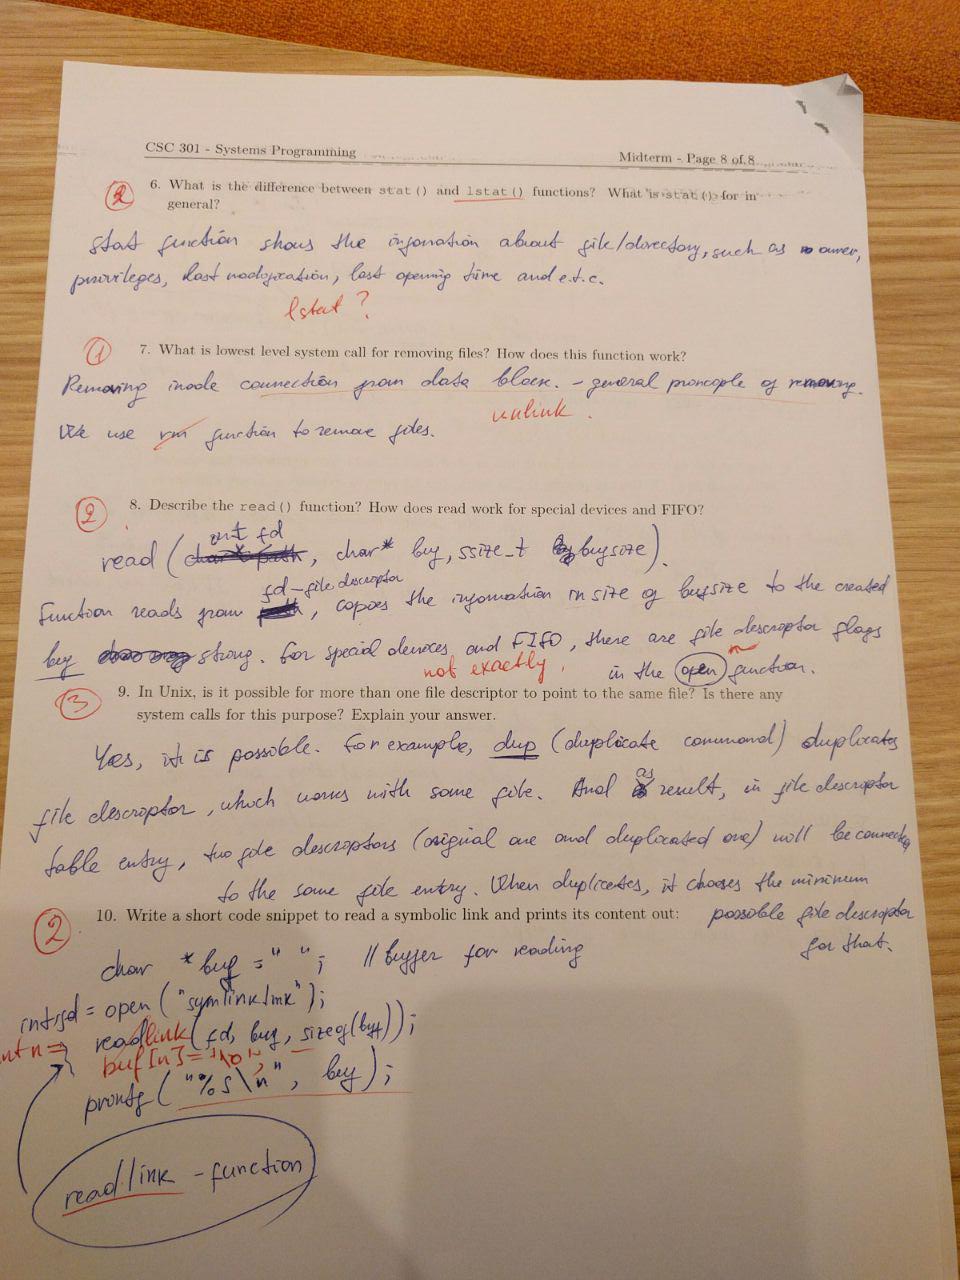 CSC 301 - Systems Programming
Midterm - Page 8 of 8
2
6. What is the difference between stat() and lstat() functions? What is stat() for in
general?
stat function shows the information about file/directory, such as owner,
privileges, last modification, last opening time and e.t.c.
lstat ?
1
7. What is lowest level system call for removing files? How does this function work?
Removing inode connection from data block. - general principle of removing.
unlink.
We use rm function to remove files.
2
8. Describe the read() function? How does read work for special devices and FIFO?
int fd
read (char* path, char* buf, ssize_t bufsize).
fd - file descriptor
Function reads from path, copies the information in size of bufsize to the created
buf string. For special devices and FIFO, there are file descriptor flags
not exactly.
in the open function.
3
9. In Unix, is it possible for more than one file descriptor to point to the same file? Is there any
system calls for this purpose? Explain your answer.
Yes, it is possible. For example, dup (duplicate command) duplicates
file descriptor, which works with same file. And as result, in file descriptor
table entry, two file descriptors (original one and duplicated one) will be connected
to the same file entry. When duplicates, it chooses the minimum
possible file descriptor
for that.
2
10. Write a short code snippet to read a symbolic link and prints its content out:
char *buf = " "; // buffer for reading
int fd = open ("symlink.lnk");
int n = readlink (fd, buf, sizeof(buf));
buf[n] = '\0';
printf ("%s\n", buf);
readlink - function